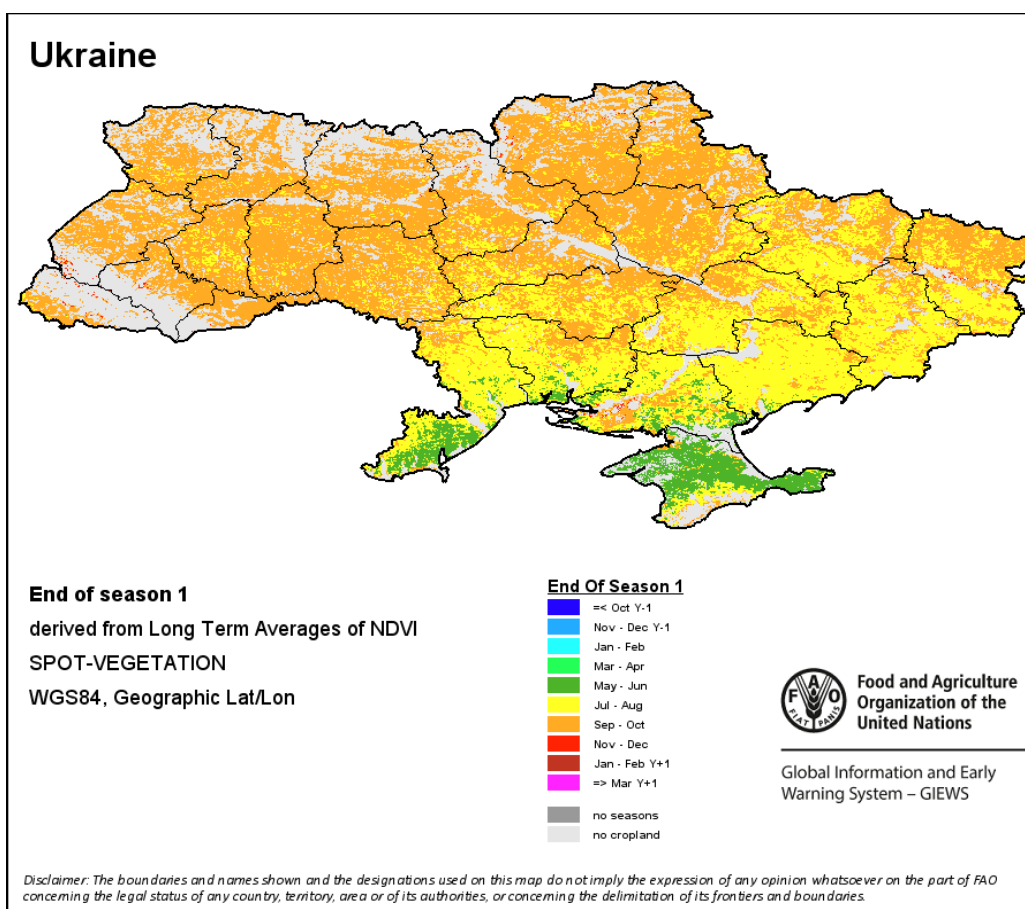 Ukraine
End of season 1
derived from Long Term Averages of NDVI
SPOT-VEGETATION
WGS84, Geographic Lat/Lon
End Of Season 1
=< Oct Y-1
Nov - Dec Y-1
Jan - Feb
Mar - Apr
May - Jun
Jul - Aug
Sep - Oct
Nov - Dec
Jan - Feb Y+1
=> Mar Y+1
no seasons
no cropland
F A O
FIAT PANIS
Food and Agriculture
Organization of the
United Nations
Global Information and Early
Warning System – GIEWS
Disclaimer: The boundaries and names shown and the designations used on this map do not imply the expression of any opinion whatsoever on the part of FAO
concerning the legal status of any country, territory, area or of its authorities, or concerning the delimitation of its frontiers and boundaries.